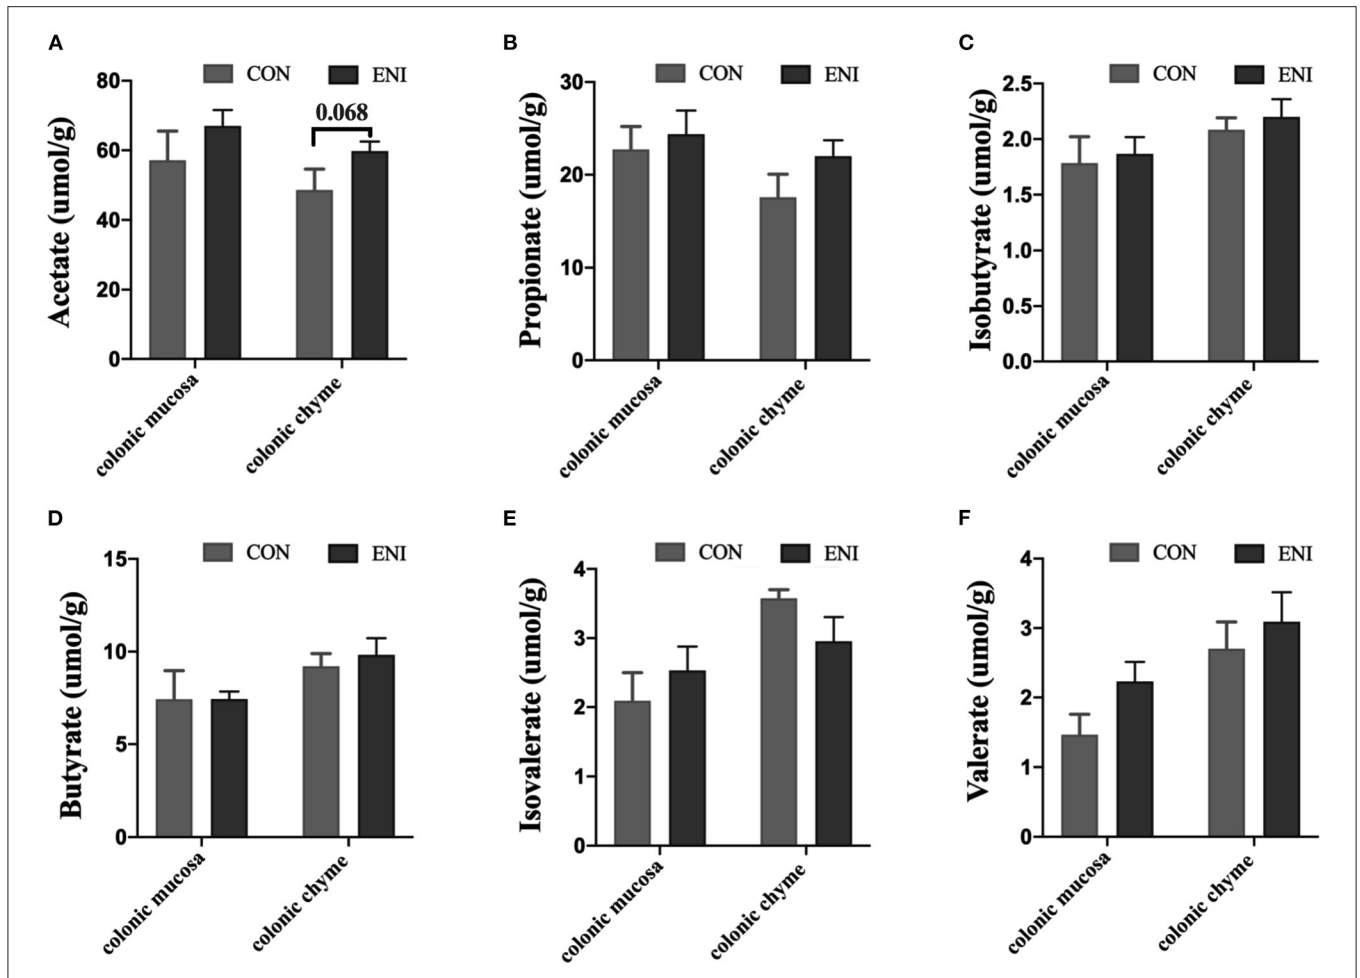 A
CON ENI
Acetate (umol/g)
80
60
40
20
0
0.068
colonic mucosa
colonic chyme
B
CON ENI
Propionate (umol/g)
30
20
10
0
colonic mucosa
colonic chyme
C
CON ENI
Isobutyrate (umol/g)
2.5
2.0
1.5
1.0
0.5
0.0
colonic mucosa
colonic chyme
D
CON ENI
Butyrate (umol/g)
15
10
5
0
colonic mucosa
colonic chyme
E
CON ENI
Isovalerate (umol/g)
4
3
2
1
0
colonic mucosa
colonic chyme
F
CON ENI
Valerate (umol/g)
4
3
2
1
0
colonic mucosa
colonic chyme